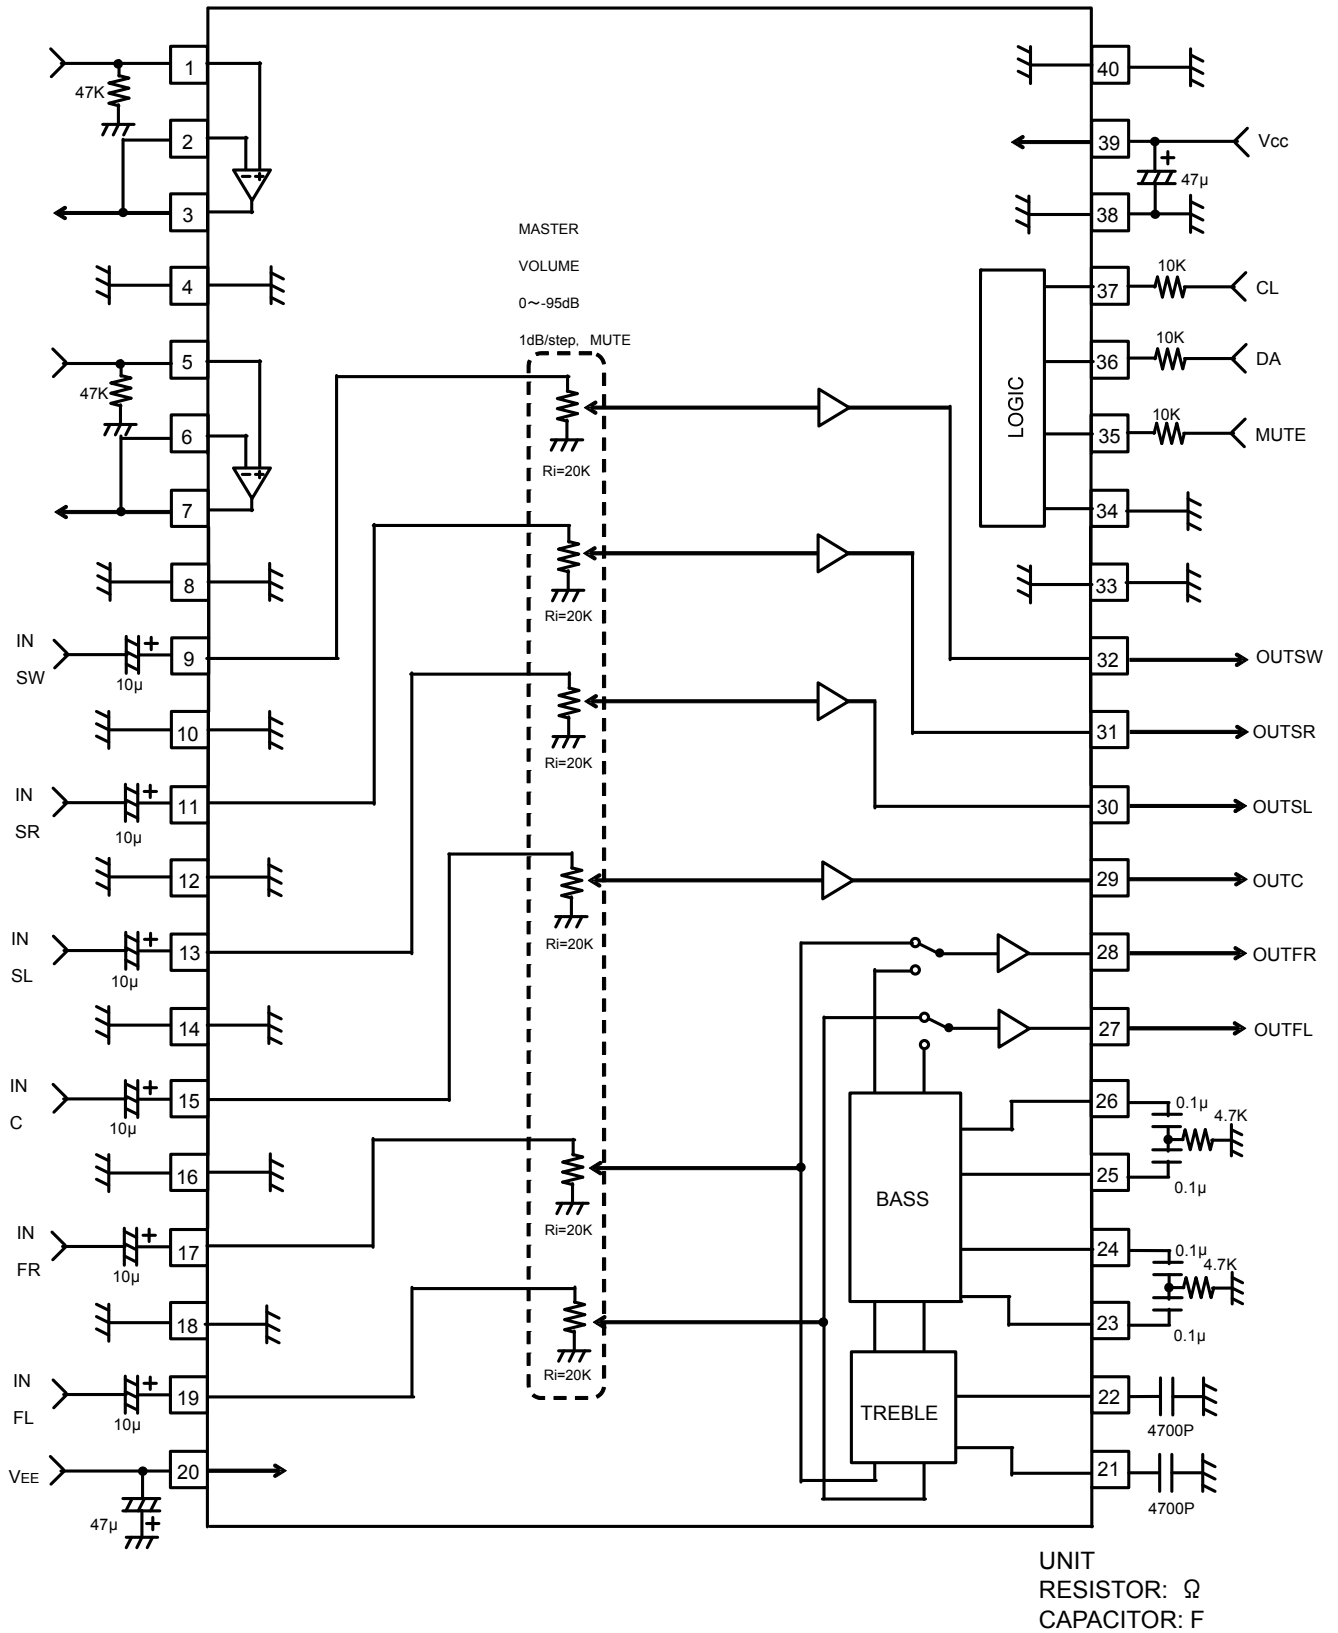 1
47K
2
3
4
5
47K
6
7
8
IN
SW
10µ
9
10
IN
SR
10µ
11
12
IN
SL
10µ
13
14
IN
C
10µ
15
16
IN
FR
10µ
17
18
IN
FL
10µ
19
VEE
20
47µ
MASTER
VOLUME
0～-95dB
1dB/step, MUTE
Ri=20K
Ri=20K
Ri=20K
Ri=20K
Ri=20K
Ri=20K
LOGIC
BASS
TREBLE
40
39
Vcc
47µ
38
37
10K
CL
36
10K
DA
35
10K
MUTE
34
33
32
OUTSW
31
OUTSR
30
OUTSL
29
OUTC
28
OUTFR
27
OUTFL
26
0.1µ
4.7K
25
0.1µ
24
0.1µ
4.7K
23
0.1µ
22
4700P
21
4700P
UNIT
RESISTOR: Ω
CAPACITOR: F